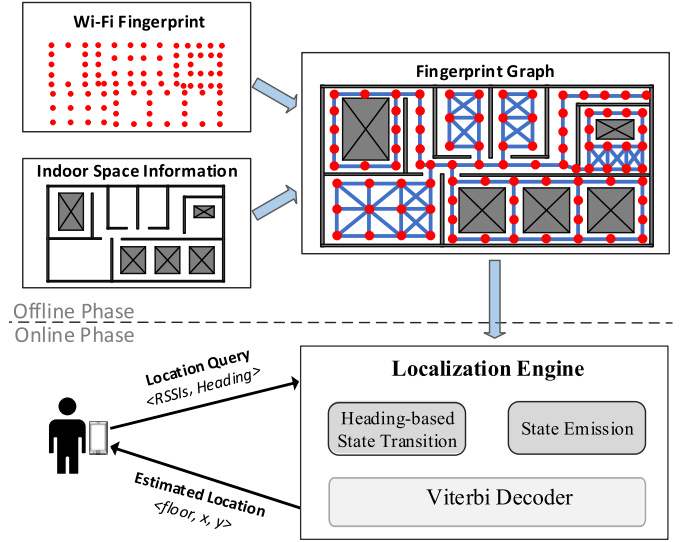 Wi-Fi Fingerprint
Fingerprint Graph
Indoor Space Information
Offline Phase
Online Phase
Location Query
<RSSIs, Heading>
Estimated Location
<floor, x, y>
Localization Engine
Heading-based
State Transition
State Emission
Viterbi Decoder